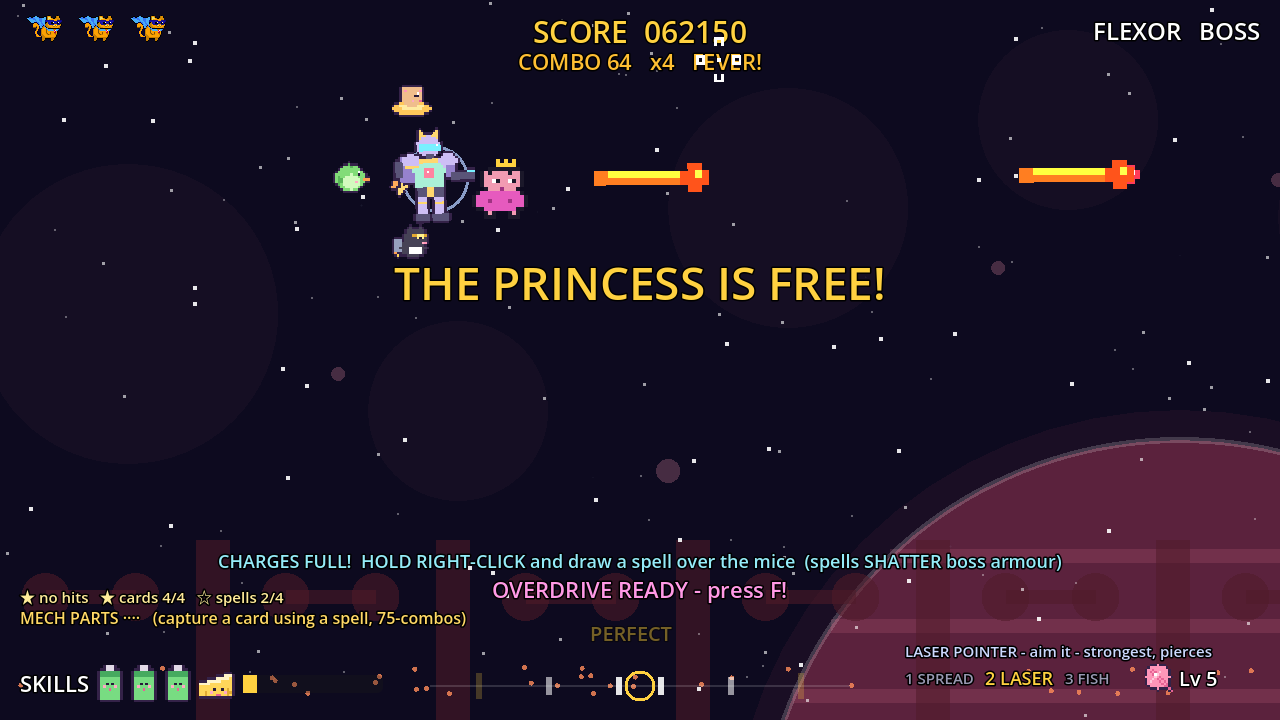 SCORE 062150
FLEXOR BOSS
COMBO 64 x4 FEVER!
THE PRINCESS IS FREE!
CHARGES FULL! HOLD RIGHT-CLICK and draw a spell over the mice (spells SHATTER boss armour)
OVERDRIVE READY - press F!
★ no hits ★ cards 4/4 ☆ spells 2/4
MECH PARTS ···· (capture a card using a spell, 75-combos)
PERFECT
LASER POINTER - aim it - strongest, pierces
SKILLS
1 SPREAD 2 LASER 3 FISH Lv 5